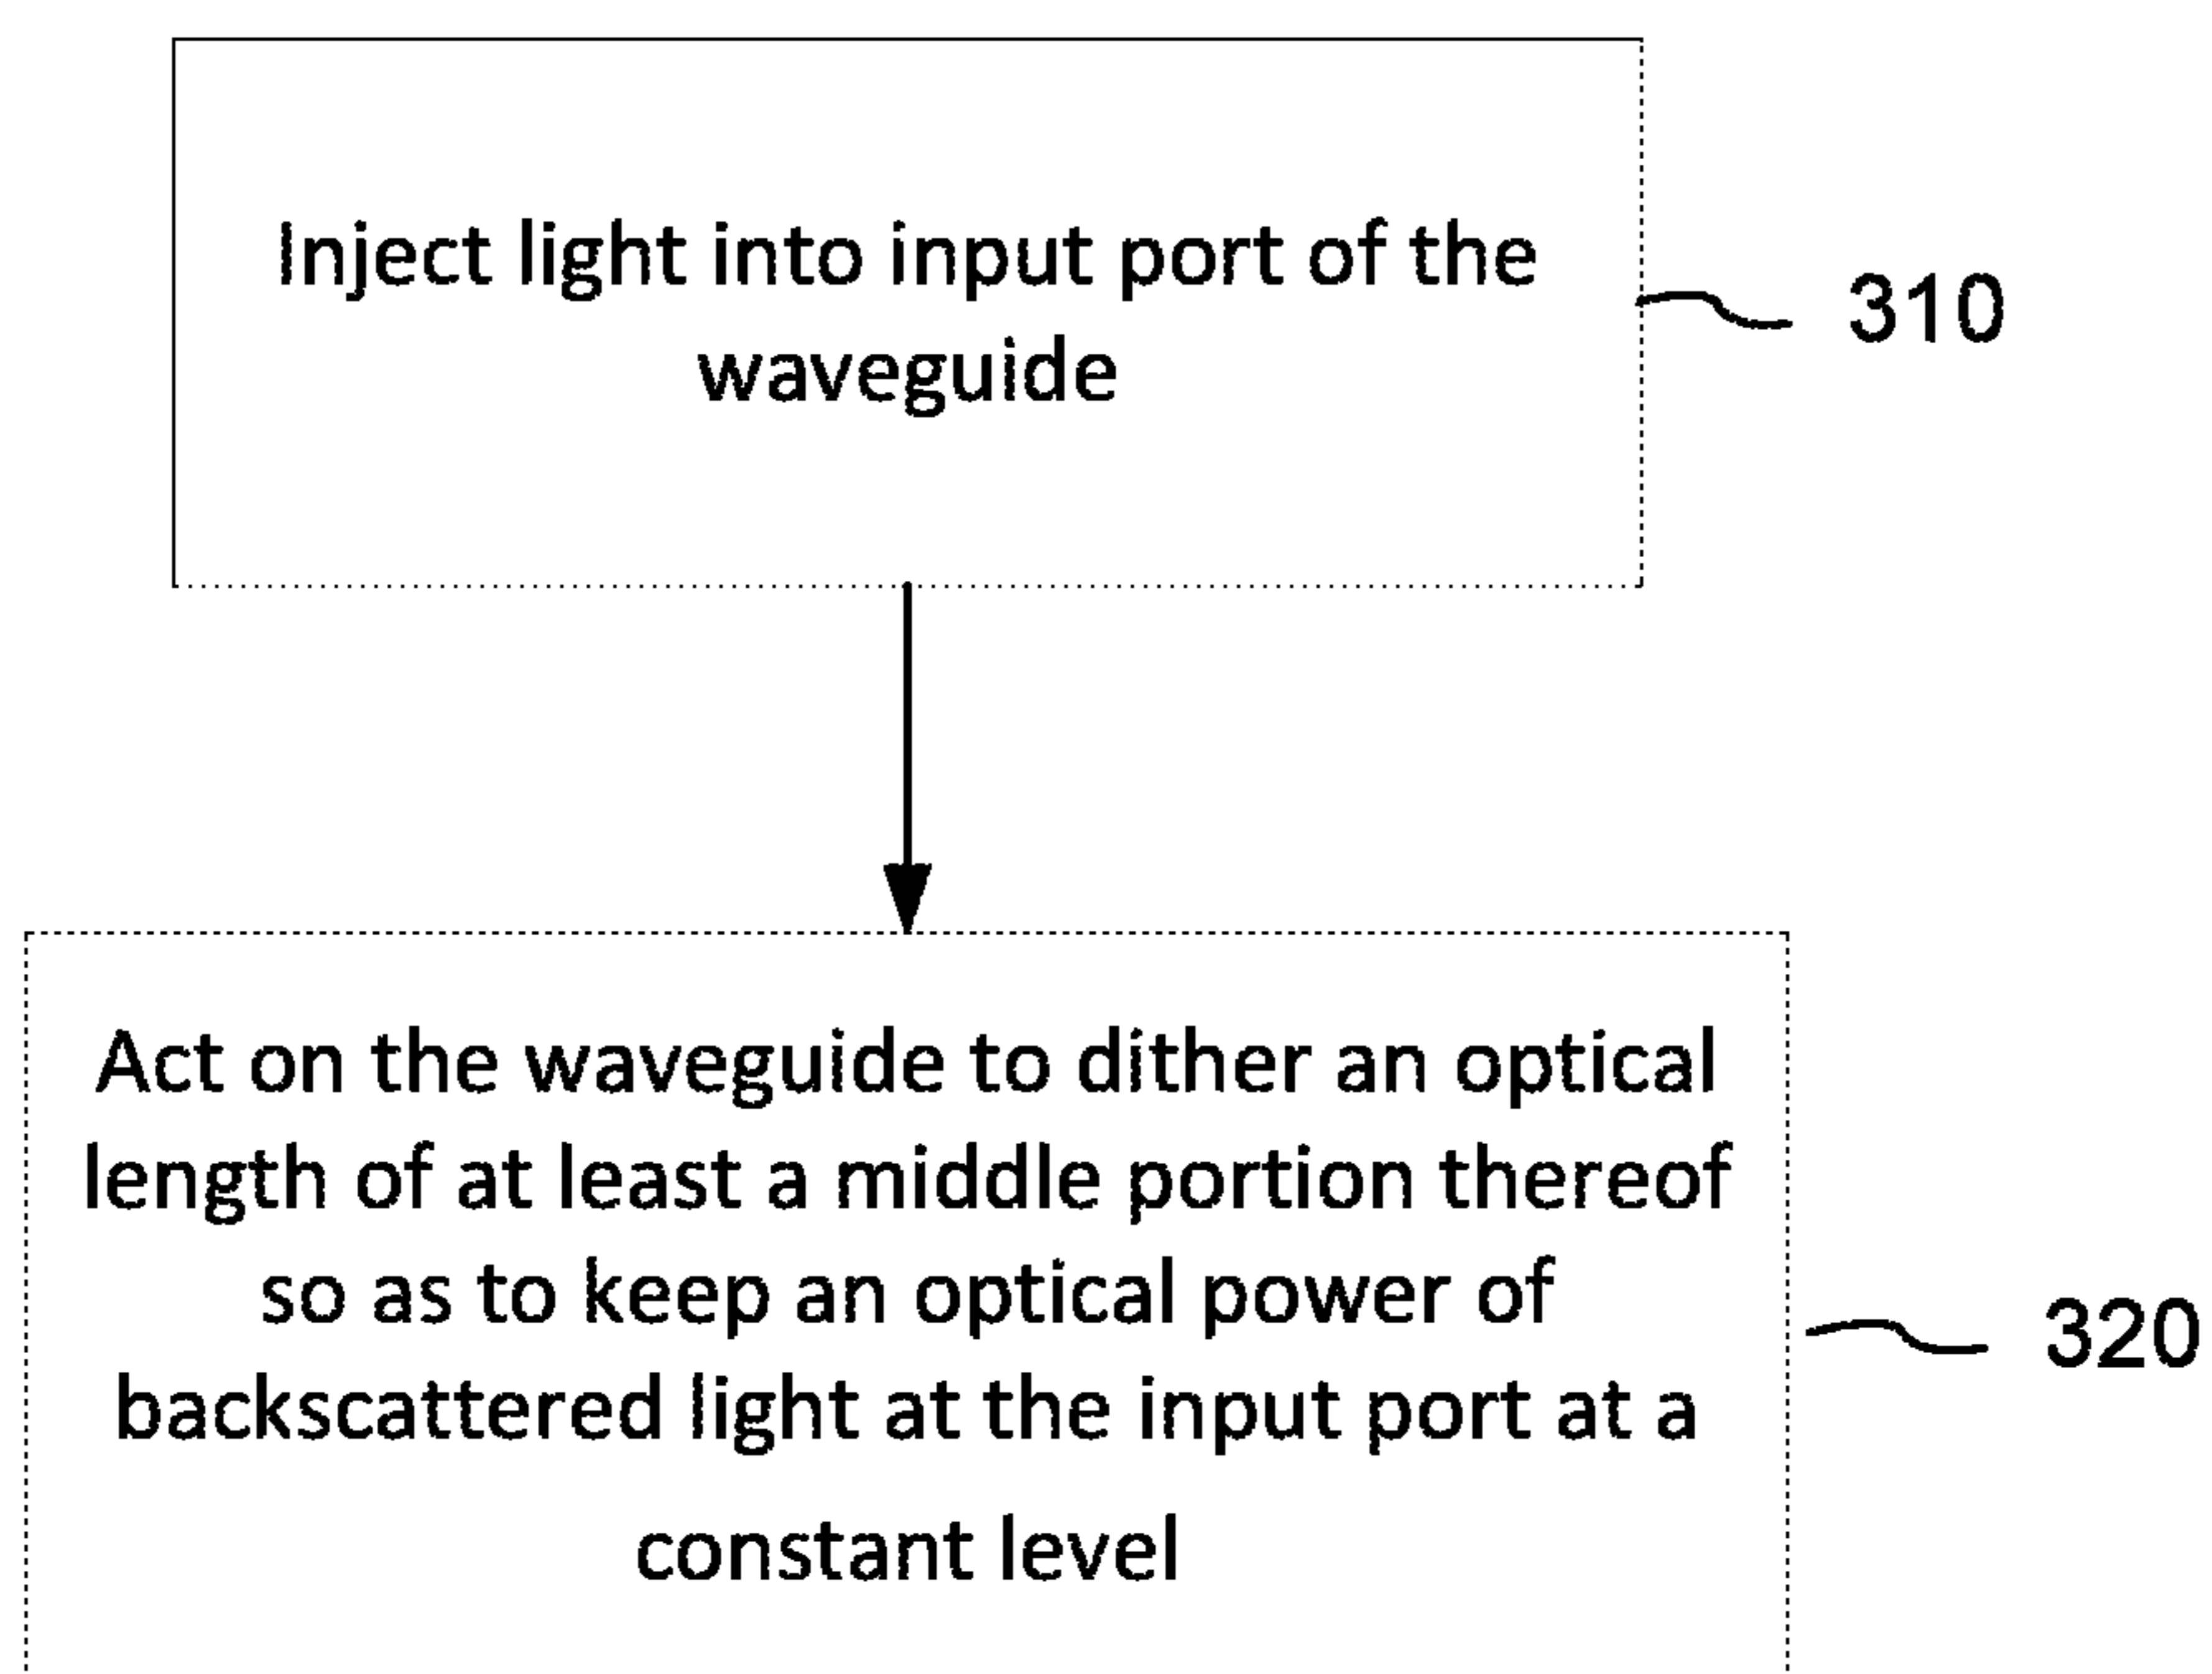 Inject light into input port of the
waveguide
310
Act on the waveguide to dither an optical
length of at least a middle portion thereof
so as to keep an optical power of
backscattered light at the input port at a
constant level
320